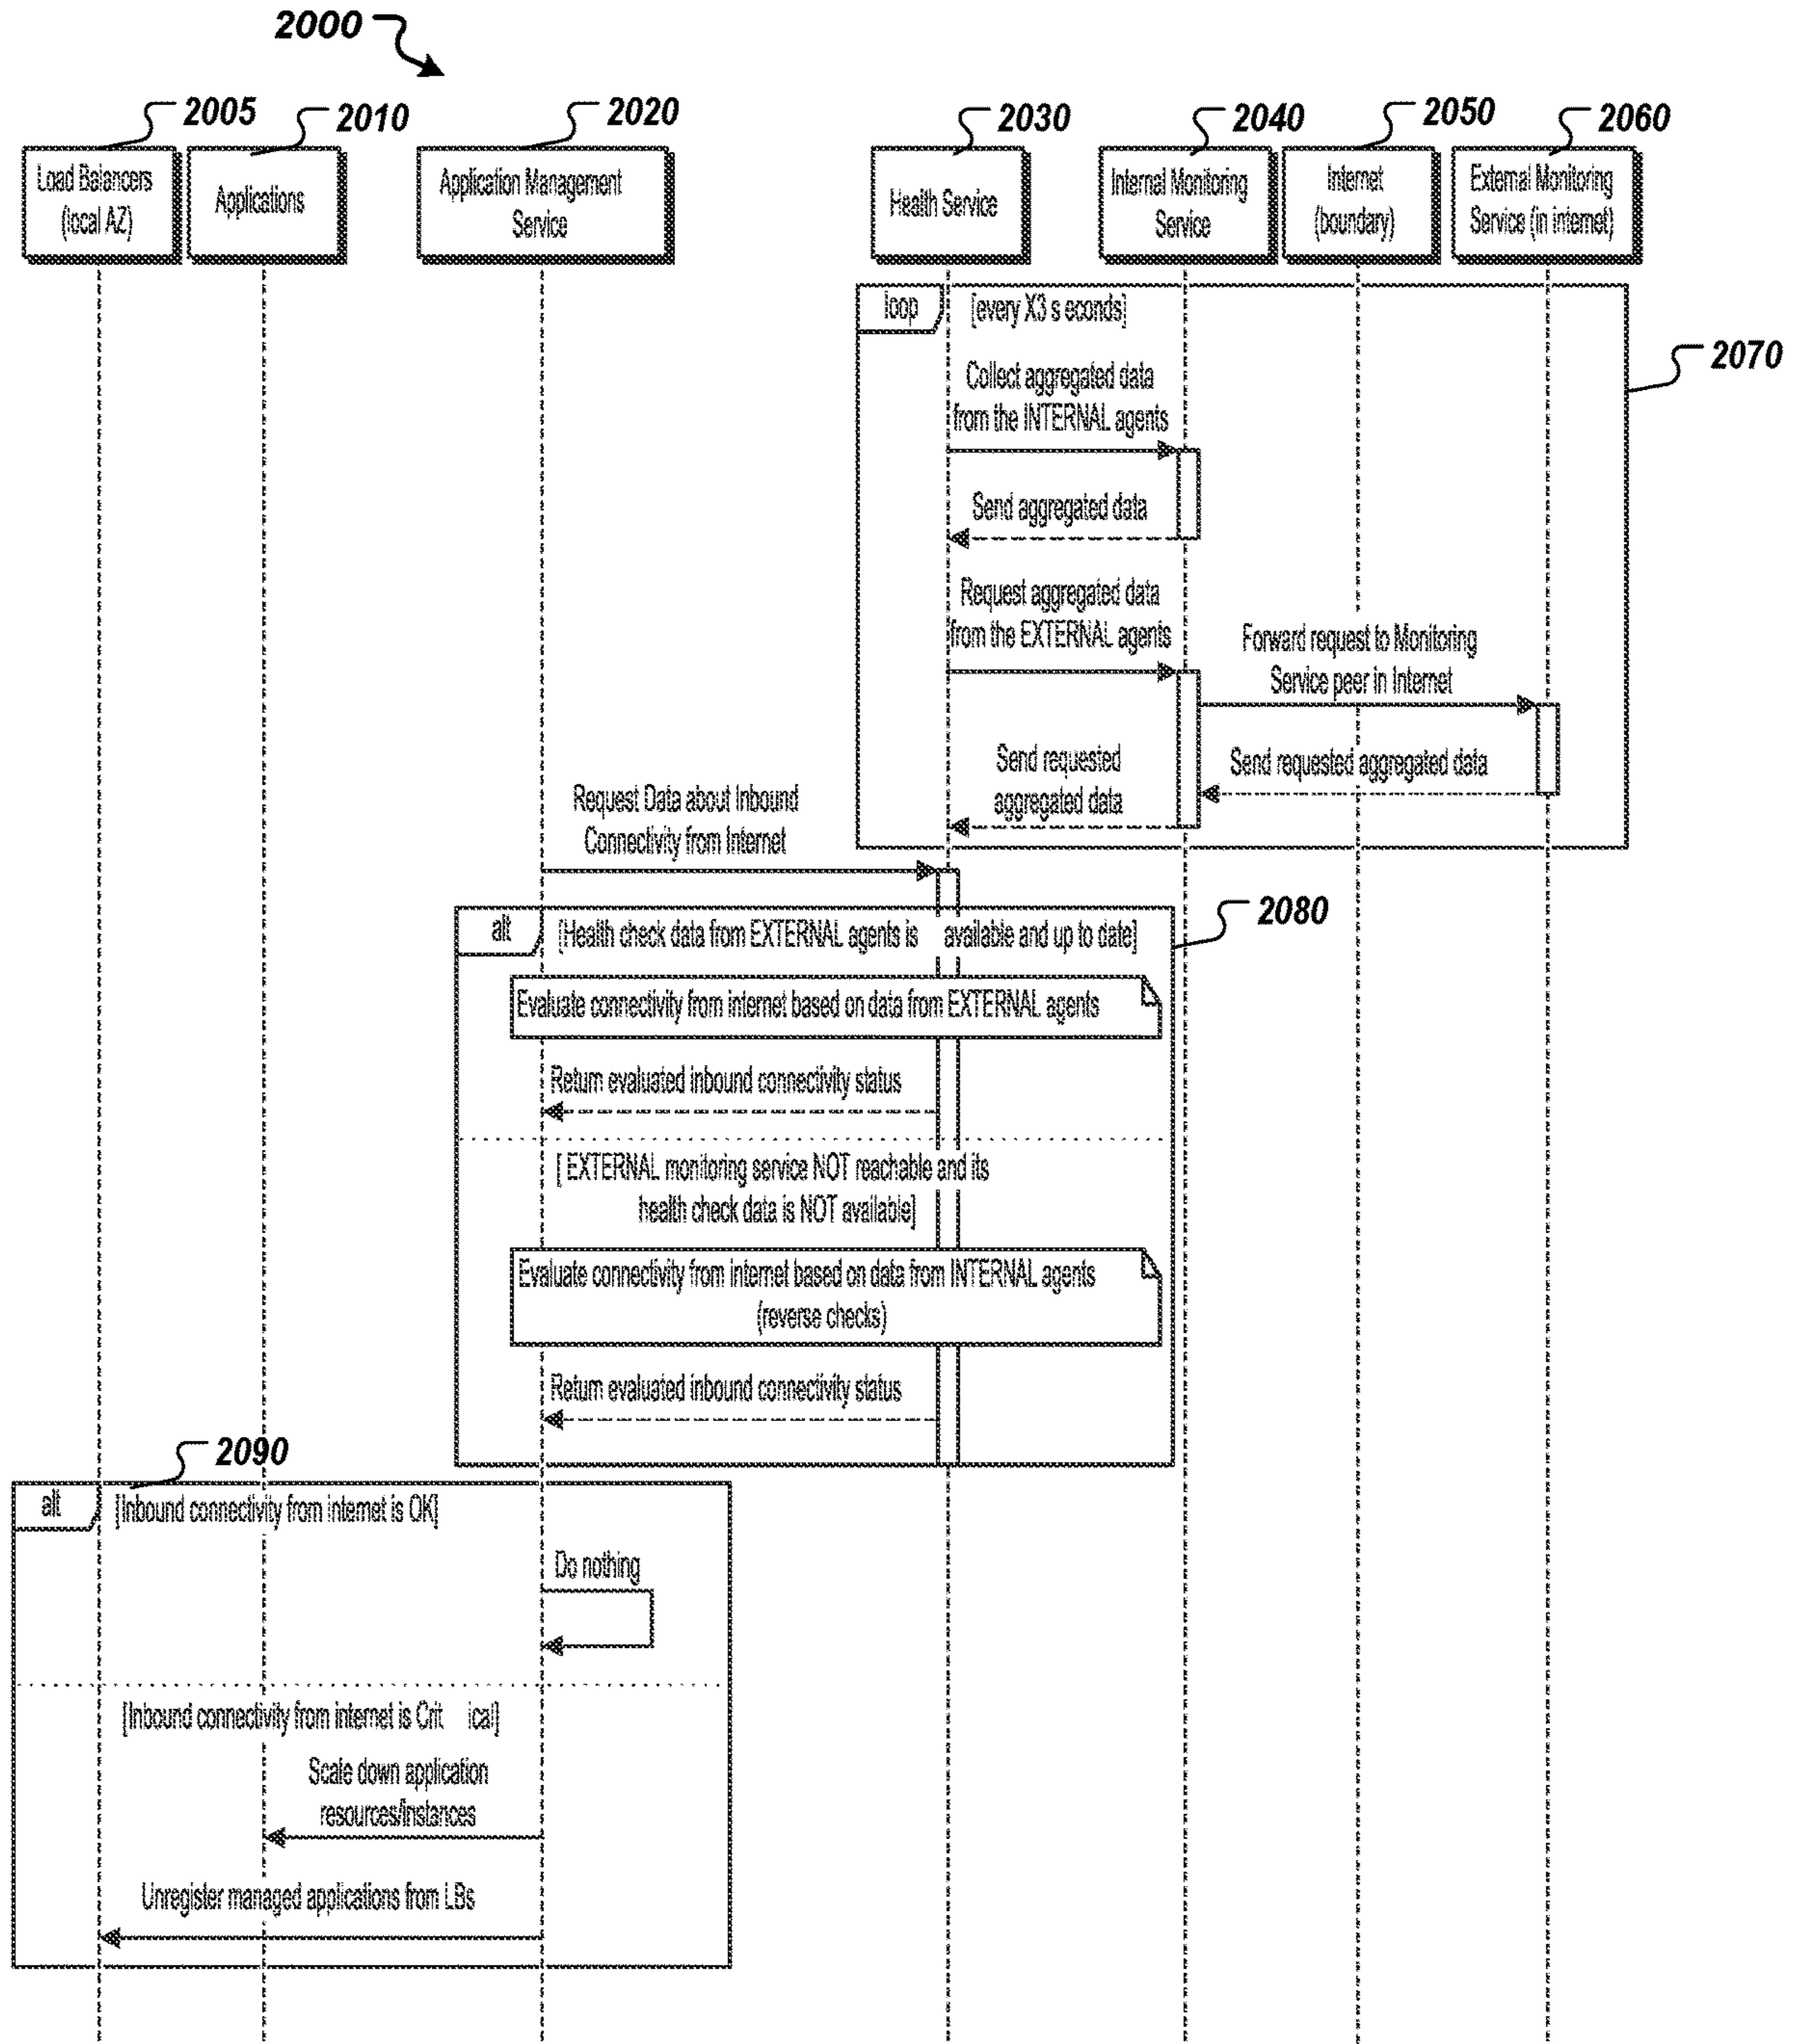 2000
2005
2010
2020
2030
2040
2050
2060
Load Balancers
(local AZ)
Applications
Application Management
Service
Health Service
Internal Monitoring
Service
Internet
(boundary)
External Monitoring
Service (in internet)
loop
[every X3 s econds]
2070
Collect aggregated data
from the INTERNAL agents
Send aggregated data
Request aggregated data
from the EXTERNAL agents
Forward request to Monitoring
Service peer in Internet
Send requested
aggregated data
Send requested aggregated data
Request Data about Inbound
Connectivity from Internet
2080
alt
[Health check data from EXTERNAL agents is available and up to date]
Evaluate connectivity from internet based on data from EXTERNAL agents
Return evaluated inbound connectivity status
[ EXTERNAL monitoring service NOT reachable and its
health check data is NOT available]
Evaluate connectivity from internet based on data from INTERNAL agents
(reverse checks)
Return evaluated inbound connectivity status
2090
alt
[Inbound connectivity from internet is OK]
Do nothing
[Inbound connectivity from internet is Crit ical]
Scale down application
resources/instances
Unregister managed applications from LBs